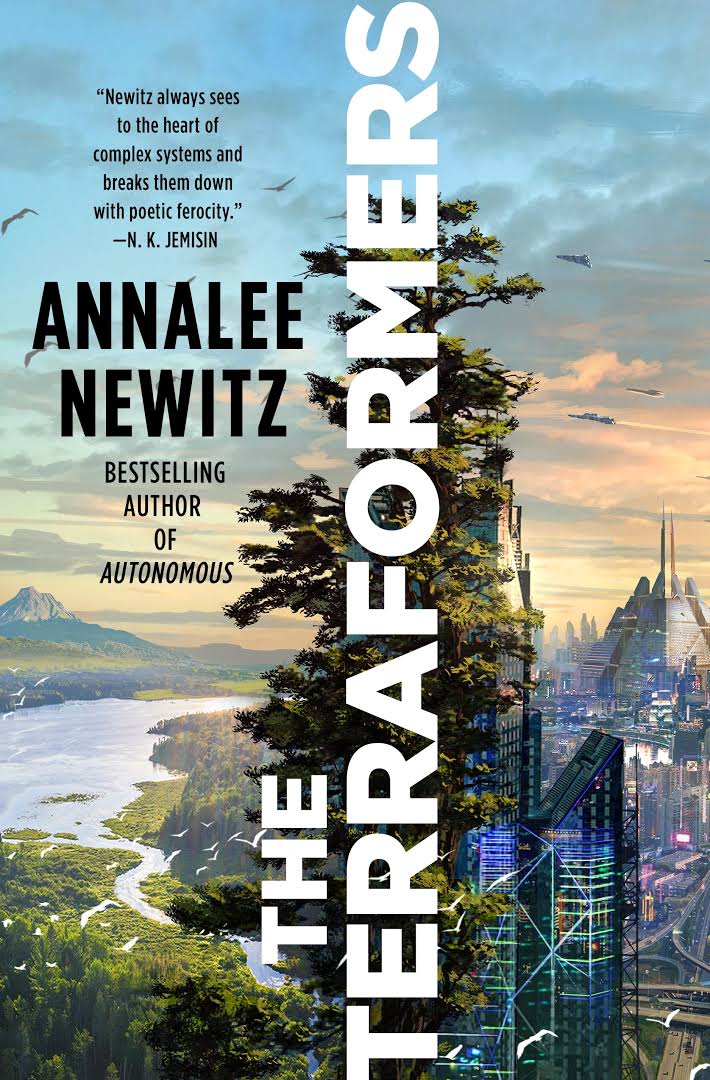 “Newitz always sees
to the heart of
complex systems and
breaks them down
with poetic ferocity.”
—N. K. JEMISIN
ANNALEE
NEWITZ
BESTSELLING
AUTHOR
OF
AUTONOMOUS
THE
TERRAFORMERS